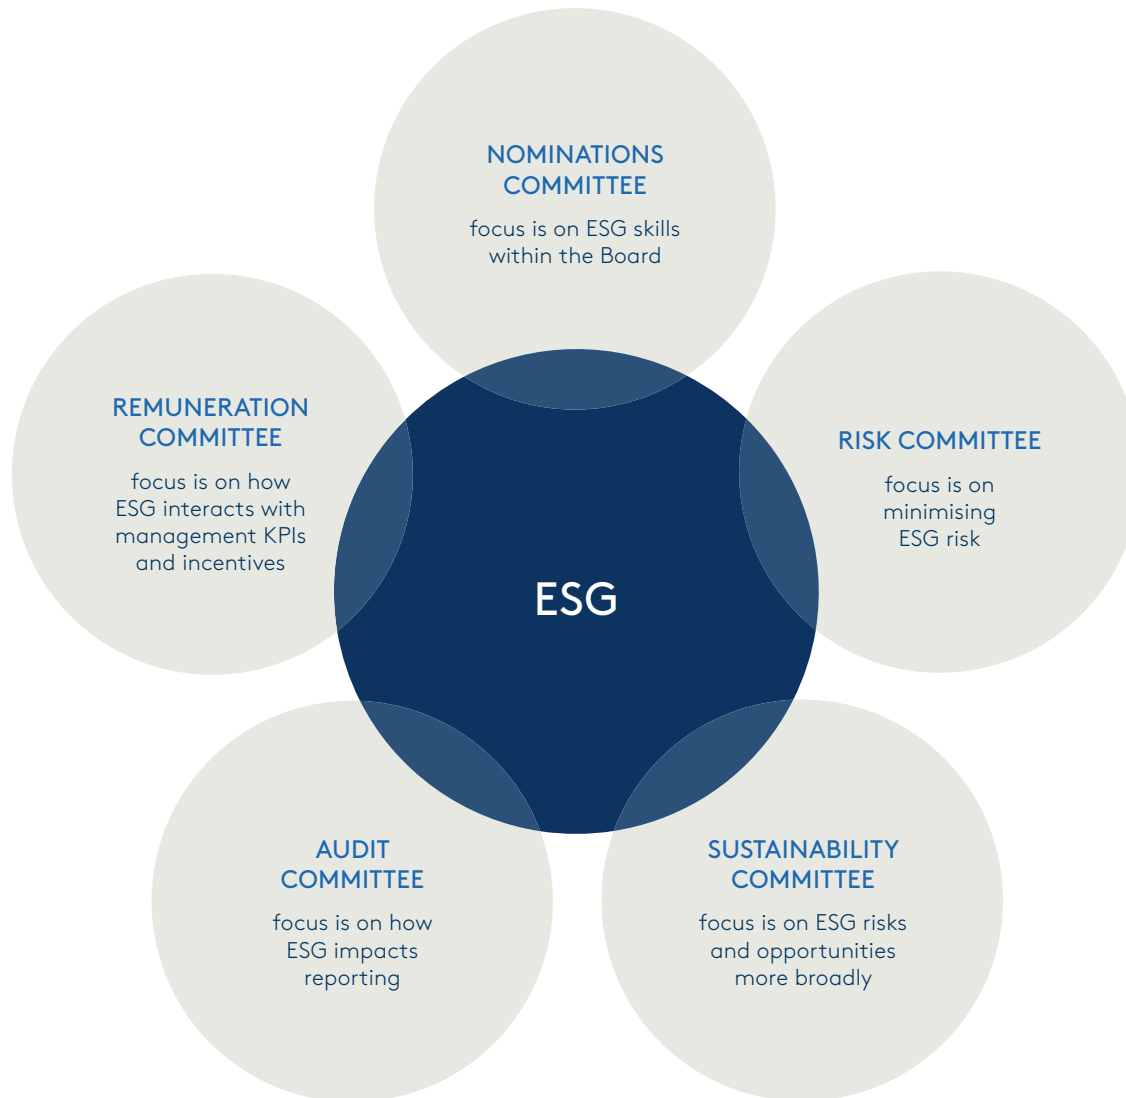 NOMINATIONS
COMMITTEE
focus is on ESG skills
within the Board
REMUNERATION
COMMITTEE
focus is on how
ESG interacts with
management KPIs
and incentives
RISK COMMITTEE
focus is on
minimising
ESG risk
ESG
AUDIT
COMMITTEE
focus is on how
ESG impacts
reporting
SUSTAINABILITY
COMMITTEE
focus is on ESG risks
and opportunities
more broadly